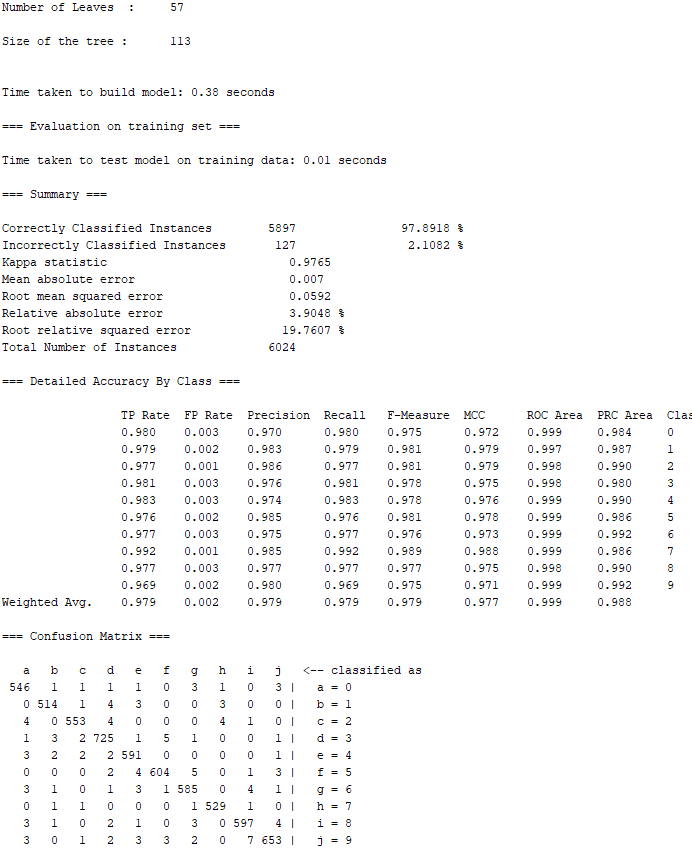 Number of Leaves  :     57
Size of the tree :      113
Time taken to build model: 0.38 seconds
=== Evaluation on training set ===
Time taken to test model on training data: 0.01 seconds
=== Summary ===
Correctly Classified Instances        5897               97.8918 %
Incorrectly Classified Instances       127                2.1082 %
Kappa statistic                          0.9765
Mean absolute error                      0.007
Root mean squared error                  0.0592
Relative absolute error                  3.9048 %
Root relative squared error             19.7607 %
Total Number of Instances             6024
=== Detailed Accuracy By Class ===
                 TP Rate  FP Rate  Precision  Recall   F-Measure  MCC      ROC Area  PRC Area  Clas
                 0.980    0.003    0.970      0.980    0.975      0.972    0.999     0.984     0
                 0.979    0.002    0.983      0.979    0.981      0.979    0.997     0.987     1
                 0.977    0.001    0.986      0.977    0.981      0.979    0.998     0.990     2
                 0.981    0.003    0.976      0.981    0.978      0.975    0.998     0.980     3
                 0.983    0.003    0.974      0.983    0.978      0.976    0.999     0.990     4
                 0.976    0.002    0.985      0.976    0.981      0.978    0.999     0.986     5
                 0.977    0.003    0.975      0.977    0.976      0.973    0.999     0.992     6
                 0.992    0.001    0.985      0.992    0.989      0.988    0.999     0.986     7
                 0.977    0.003    0.977      0.977    0.977      0.975    0.998     0.990     8
                 0.969    0.002    0.980      0.969    0.975      0.971    0.999     0.992     9
Weighted Avg.    0.979    0.002    0.979      0.979    0.979      0.977    0.999     0.988
=== Confusion Matrix ===
   a   b   c   d   e   f   g   h   i   j   <-- classified as
 546   1   1   1   1   0   3   1   0   3 |   a = 0
   0 514   1   4   3   0   0   3   0   0 |   b = 1
   4   0 553   4   0   0   0   4   1   0 |   c = 2
   1   3   2 725   1   5   1   0   0   1 |   d = 3
   3   2   2   2 591   0   0   0   0   1 |   e = 4
   0   0   0   2   4 604   5   0   1   3 |   f = 5
   3   1   0   1   3   1 585   0   4   1 |   g = 6
   0   1   1   0   0   0   1 529   1   0 |   h = 7
   3   1   0   2   1   0   3   0 597   4 |   i = 8
   3   0   1   2   3   3   2   0   7 653 |   j = 9